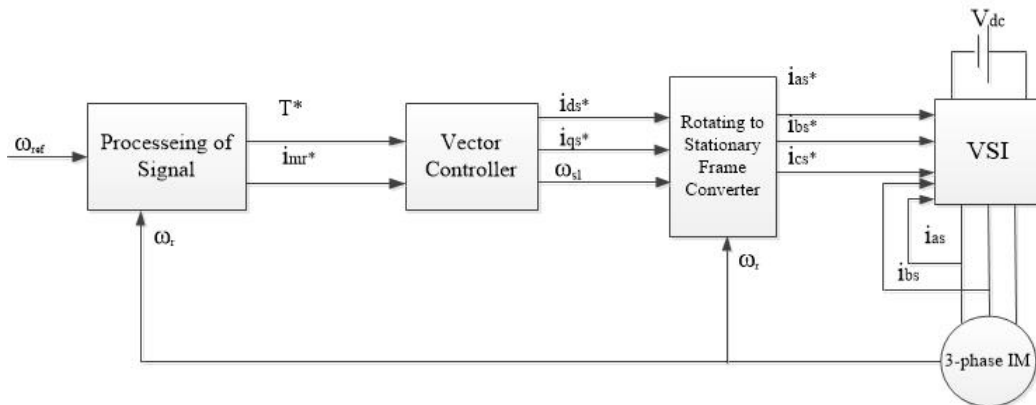 Vdc
ias*
T*
ids*
ibs*
ωref
Processeing of
Signal
imr*
Vector
Controller
iqs*
ωsl
Rotating to
Stationary
Frame
Converter
ics*
VSI
ωr
ωr
ias
ibs
3-phase IM